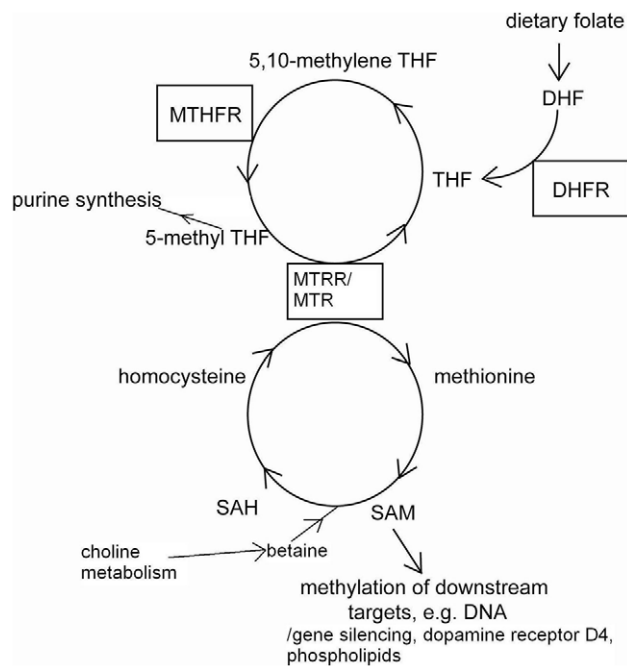 dietary folate
5,10-methylene THF
DHF
MTHFR
THF
DHFR
purine synthesis
5-methyl THF
MTRR/
MTR
homocysteine
methionine
SAH
SAM
choline
metabolism
betaine
methylation of downstream
targets, e.g. DNA
/gene silencing, dopamine receptor D4,
phospholipids